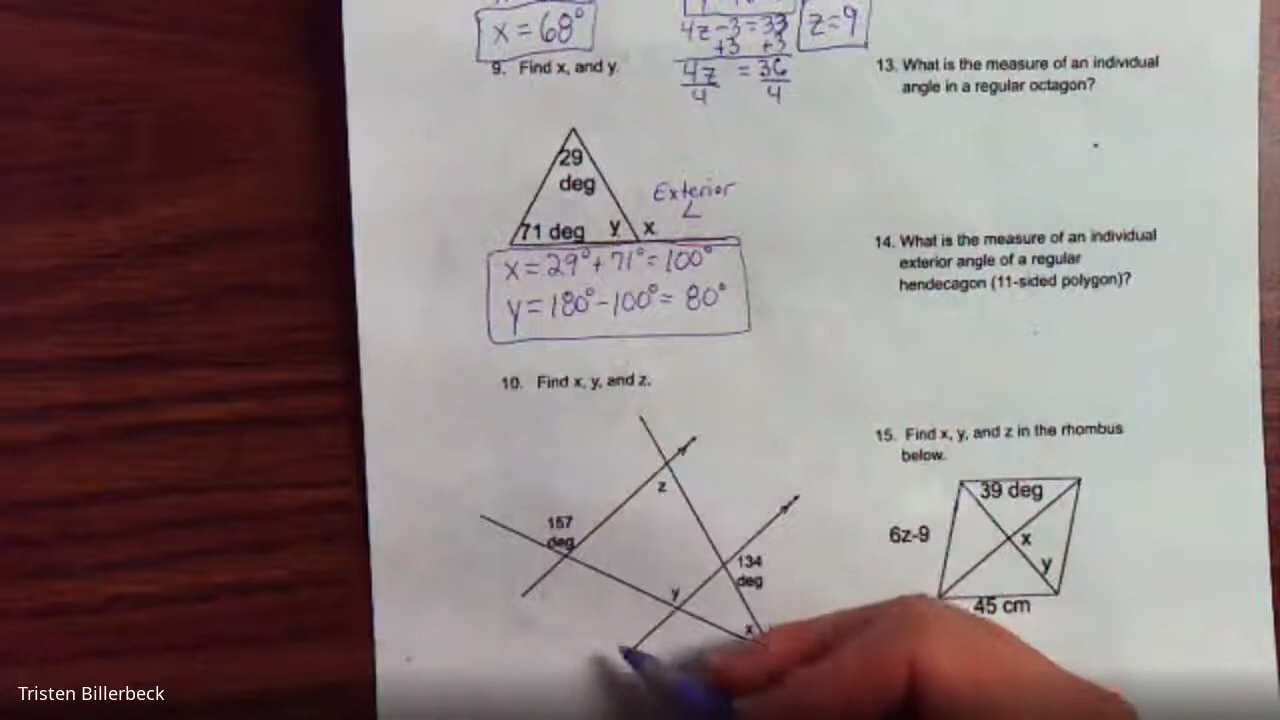 x = 68°
4z-3=33
+3 +3
4z = 36
4 4
z=9
9. Find x, and y.
29
deg
71 deg y x
Exterior
∠
x = 29° + 71° = 100°
y = 180° - 100° = 80°
10. Find x, y, and z.
z
157
deg
134
deg
y
x
13. What is the measure of an individual
angle in a regular octagon?
14. What is the measure of an individual
exterior angle of a regular
hendecagon (11-sided polygon)?
15. Find x, y, and z in the rhombus
below.
39 deg
6z-9
x
y
45 cm
Tristen Billerbeck